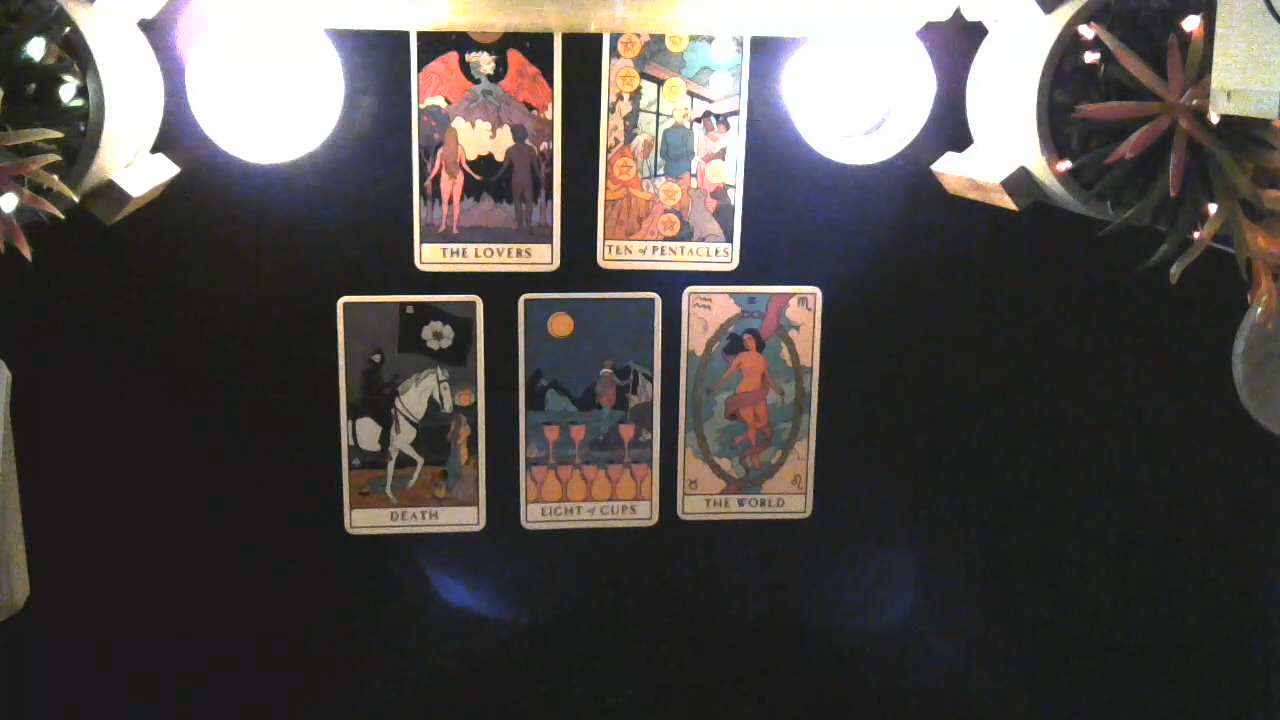 THE LOVERS
TEN of PENTACLES
DEATH
EIGHT of CUPS
THE WORLD